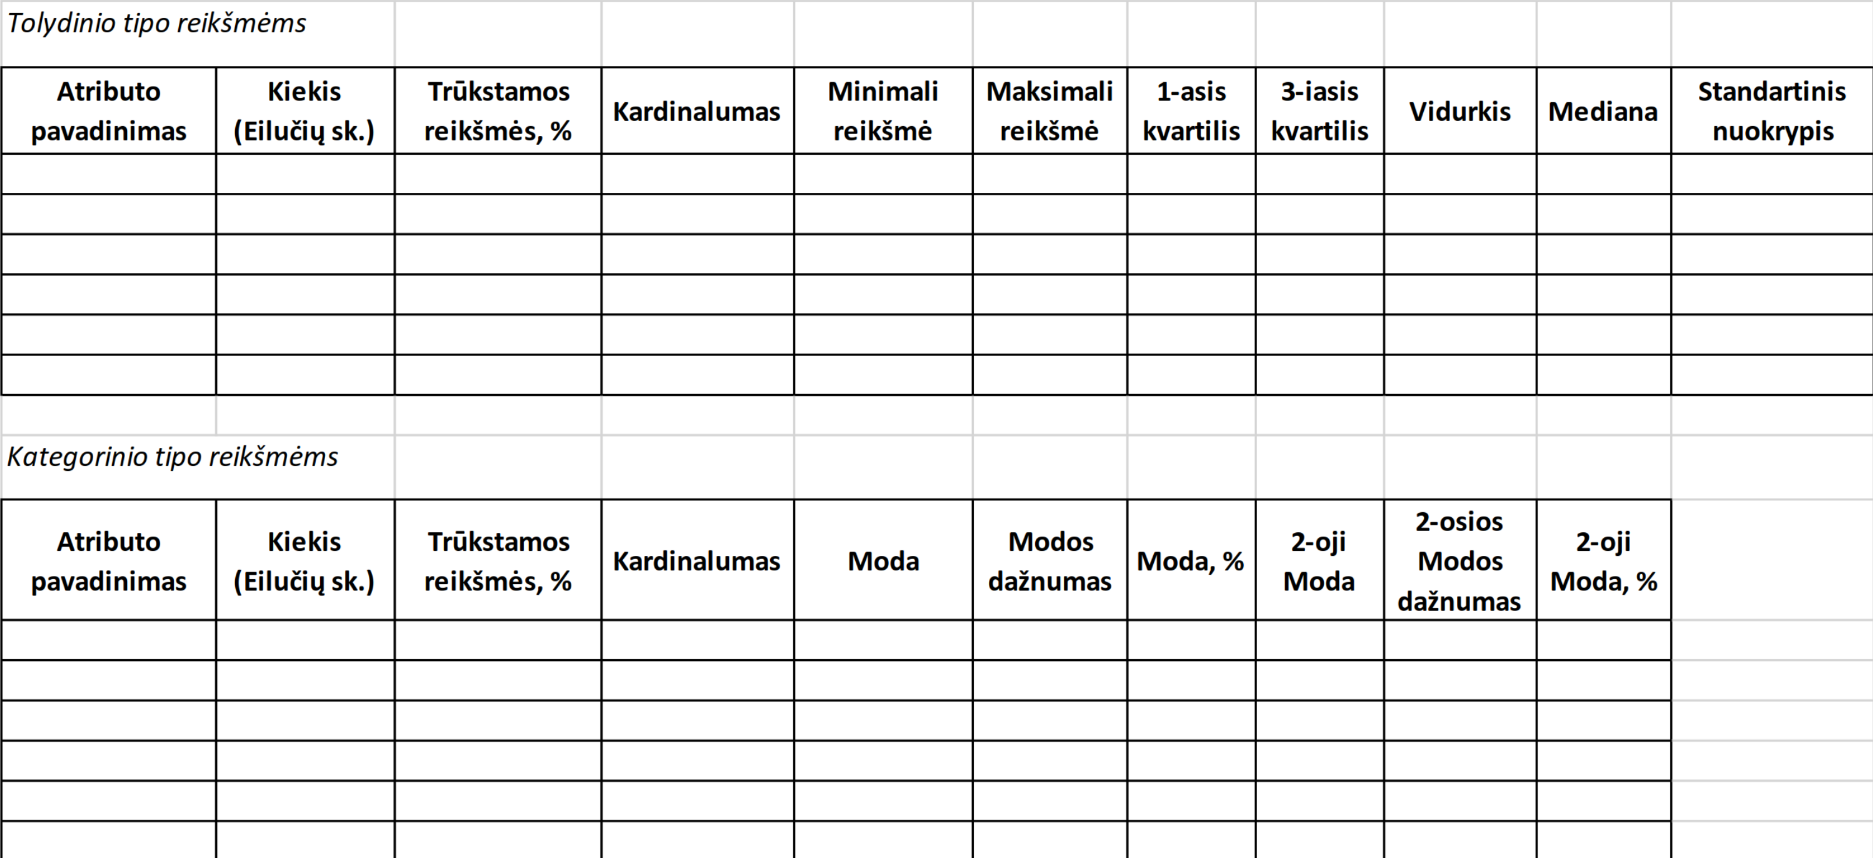 Tolydinio tipo reikšmėms
Atributo pavadinimas
Kiekis (Eilučių sk.)
Trūkstamos reikšmės, %
Kardinalumas
Minimali reikšmė
Maksimali reikšmė
1-asis kvartilis
3-iasis kvartilis
Vidurkis
Mediana
Standartinis nuokrypis
Kategorinio tipo reikšmėms
Atributo pavadinimas
Kiekis (Eilučių sk.)
Trūkstamos reikšmės, %
Kardinalumas
Moda
Modos dažnumas
Moda, %
2-oji Moda
2-osios Modos dažnumas
2-oji Moda, %